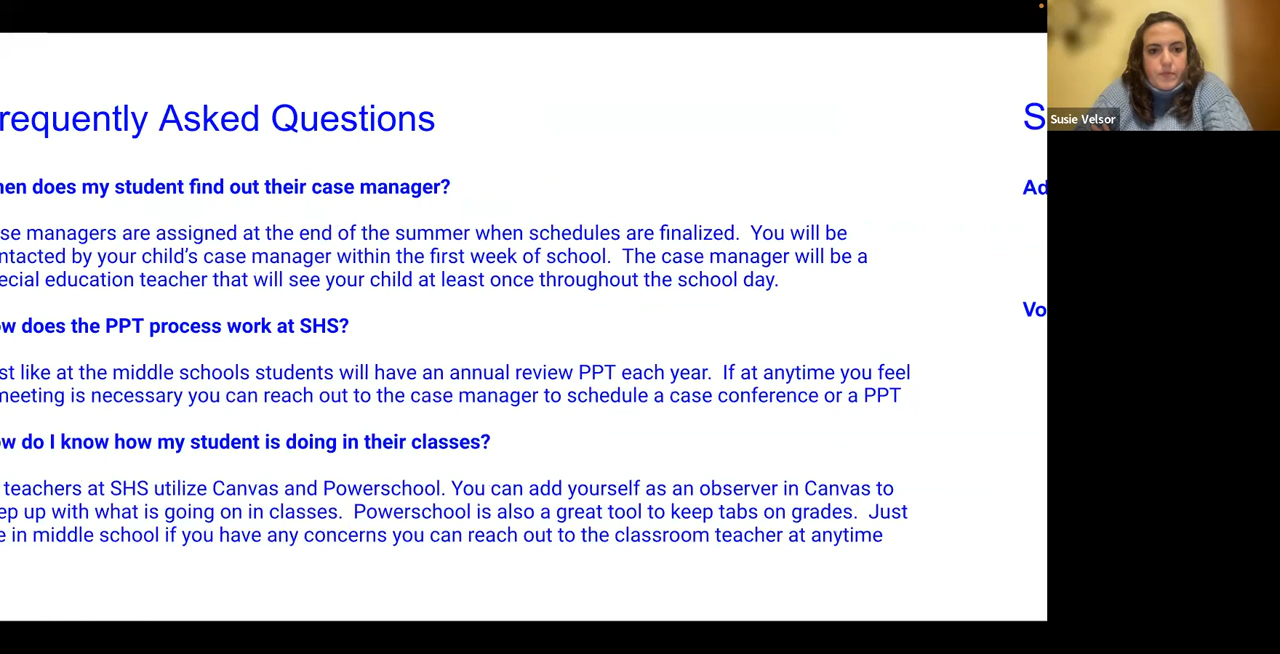 requently Asked Questions
hen does my student find out their case manager?
se managers are assigned at the end of the summer when schedules are finalized. You will be
ntacted by your child's case manager within the first week of school. The case manager will be a
ecial education teacher that will see your child at least once throughout the school day.
ow does the PPT process work at SHS?
st like at the middle schools students will have an annual review PPT each year. If at anytime you feel
meeting is necessary you can reach out to the case manager to schedule a case conference or a PPT
ow do I know how my student is doing in their classes?
teachers at SHS utilize Canvas and Powerschool. You can add yourself as an observer in Canvas to
ep up with what is going on in classes. Powerschool is also a great tool to keep tabs on grades. Just
e in middle school if you have any concerns you can reach out to the classroom teacher at anytime
S
Ad
Vo
Susie Velsor